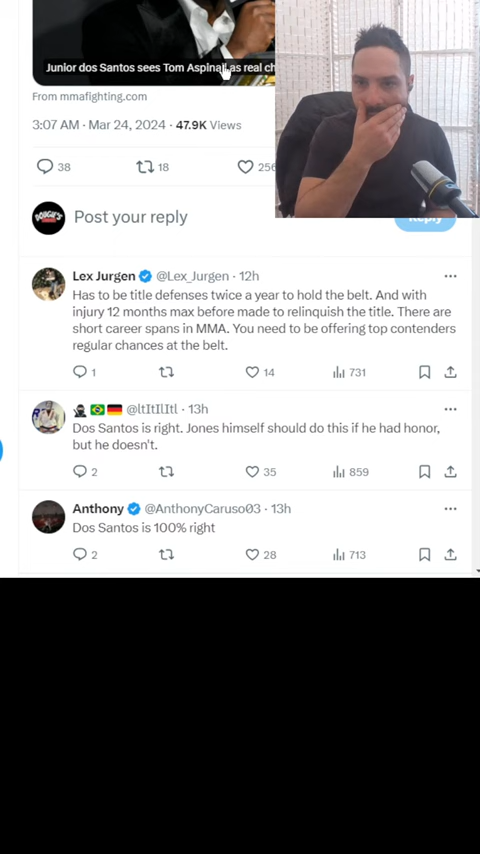 Junior dos Santos sees Tom Aspinall as real ch
From mmafighting.com
3:07 AM · Mar 24, 2024 · 47.9K Views
38 18 256
DOUGIE'S
Post your reply
Reply
Lex Jurgen @Lex_Jurgen · 12h
Has to be title defenses twice a year to hold the belt. And with
injury 12 months max before made to relinquish the title. There are
short career spans in MMA. You need to be offering top contenders
regular chances at the belt.
1 14 731
@ltItIlItl · 13h
Dos Santos is right. Jones himself should do this if he had honor,
but he doesn't.
2 35 859
Anthony @AnthonyCaruso03 · 13h
Dos Santos is 100% right
2 28 713